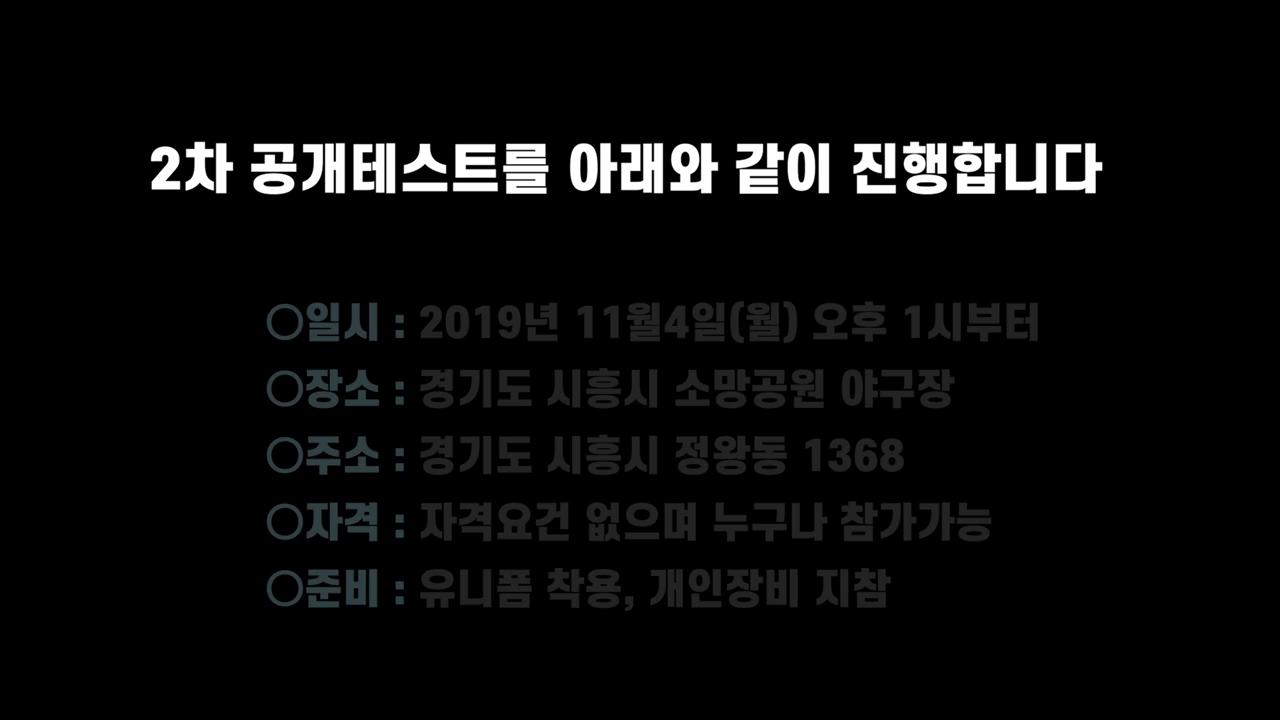 2차 공개테스트를 아래와 같이 진행합니다
○일시 : 2019년 11월4일(월) 오후 1시부터
○장소 : 경기도 시흥시 소망공원 야구장
○주소 : 경기도 시흥시 정왕동 1368
○자격 : 자격요건 없으며 누구나 참가가능
○준비 : 유니폼 착용, 개인장비 지참